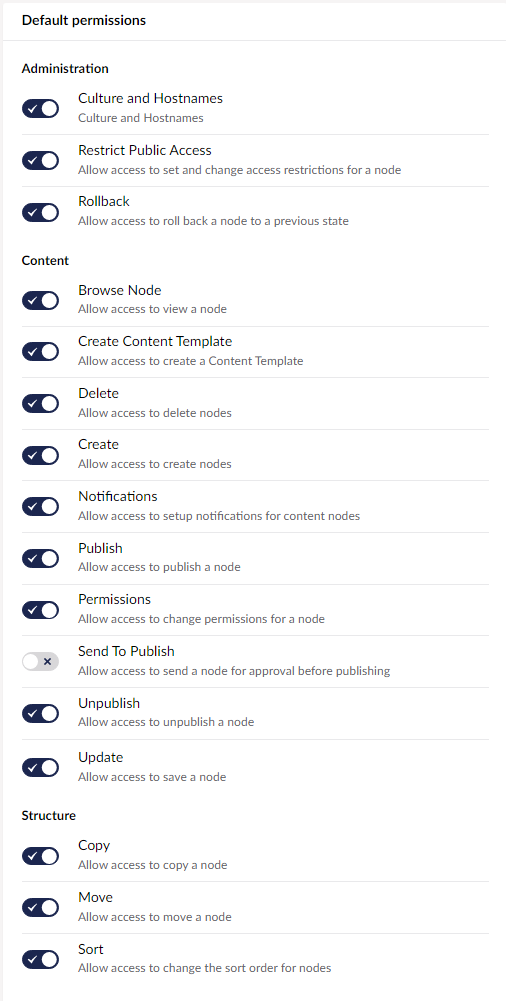 Default permissions
Administration
Culture and Hostnames
Culture and Hostnames
Restrict Public Access
Allow access to set and change access restrictions for a node
Rollback
Allow access to roll back a node to a previous state
Content
Browse Node
Allow access to view a node
Create Content Template
Allow access to create a Content Template
Delete
Allow access to delete nodes
Create
Allow access to create nodes
Notifications
Allow access to setup notifications for content nodes
Publish
Allow access to publish a node
Permissions
Allow access to change permissions for a node
Send To Publish
Allow access to send a node for approval before publishing
Unpublish
Allow access to unpublish a node
Update
Allow access to save a node
Structure
Copy
Allow access to copy a node
Move
Allow access to move a node
Sort
Allow access to change the sort order for nodes